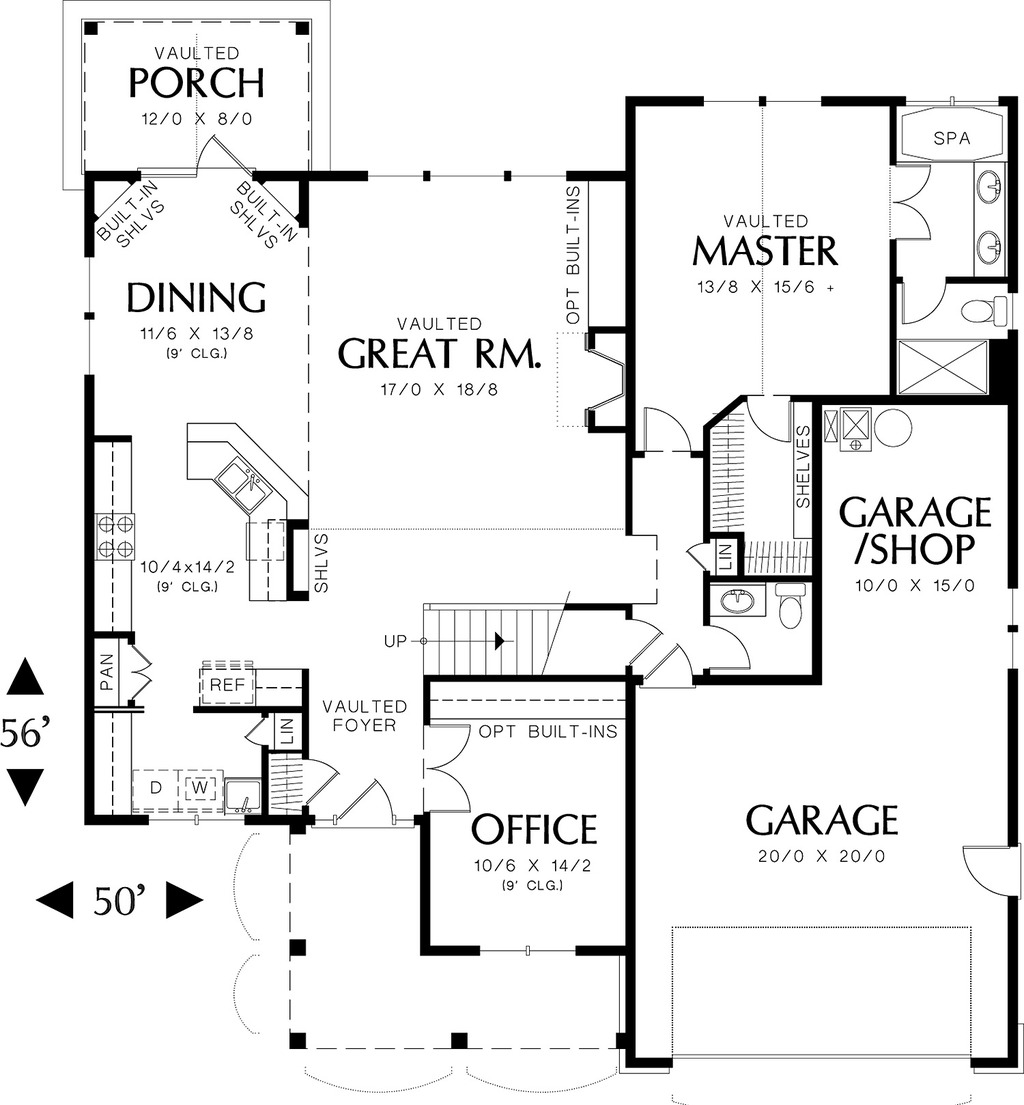 VAULTED
PORCH
12/0 X 8/0
BUILT-IN
SHLVS
BUILT-IN
SHLVS
DINING
11/6 X 13/8
(9' CLG.)
VAULTED
GREAT RM.
17/0 X 18/8
OPT BUILT-INS
VAULTED
MASTER
13/8 X 15/6 +
SPA
SHELVES
LIN
GARAGE
/SHOP
10/0 X 15/0
10/4x14/2
(9' CLG.)
SHLVS
UP
PAN
REF
LIN
D
W
VAULTED
FOYER
OPT BUILT-INS
OFFICE
10/6 X 14/2
(9' CLG.)
GARAGE
20/0 X 20/0
56'
50'